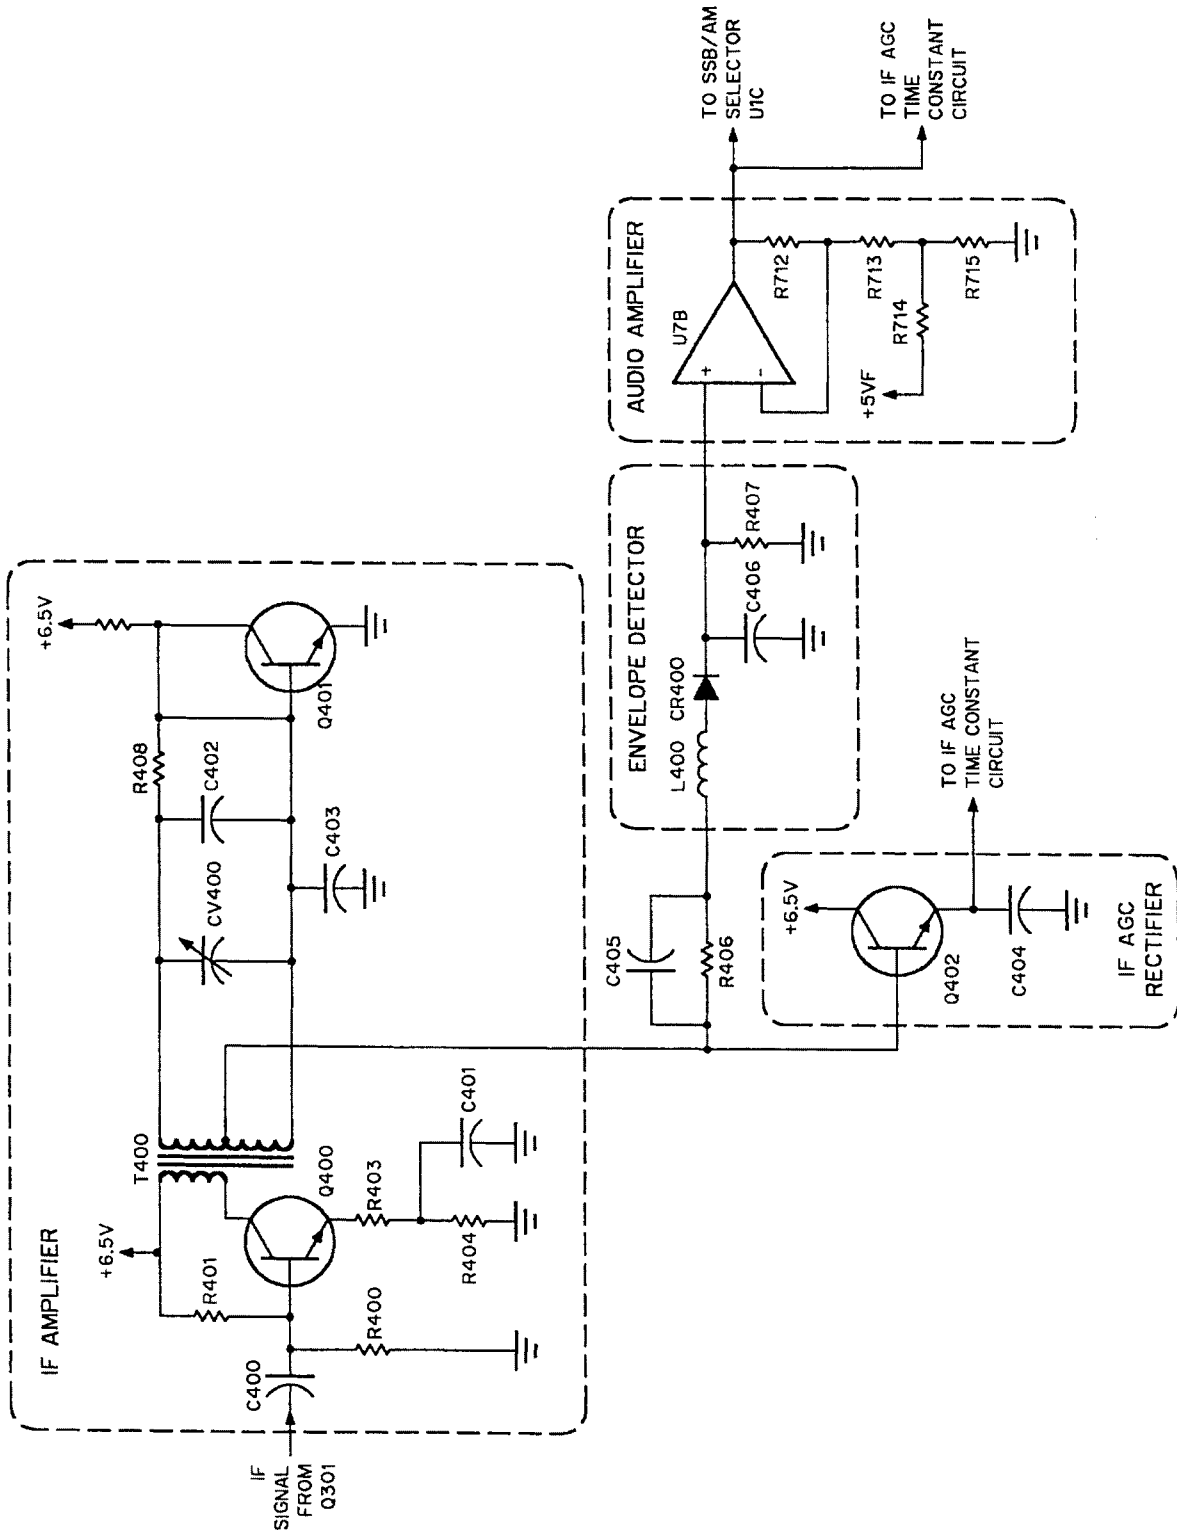 IF AMPLIFIER
IF
SIGNAL
FROM
Q301
C400
R400
R401
+6.5V
Q400
R403
R404
C401
T400
CV400
C402
C403
R408
Q401
+6.5V
C405
R406
ENVELOPE DETECTOR
L400
CR400
C406
R407
AUDIO AMPLIFIER
U7B
+
-
R712
R713
R714
R715
+5VF
TO SSB/AM
SELECTOR
U1C
TO IF AGC
TIME
CONSTANT
CIRCUIT
+6.5V
Q402
C404
IF AGC
RECTIFIER
TO IF AGC
TIME CONSTANT
CIRCUIT